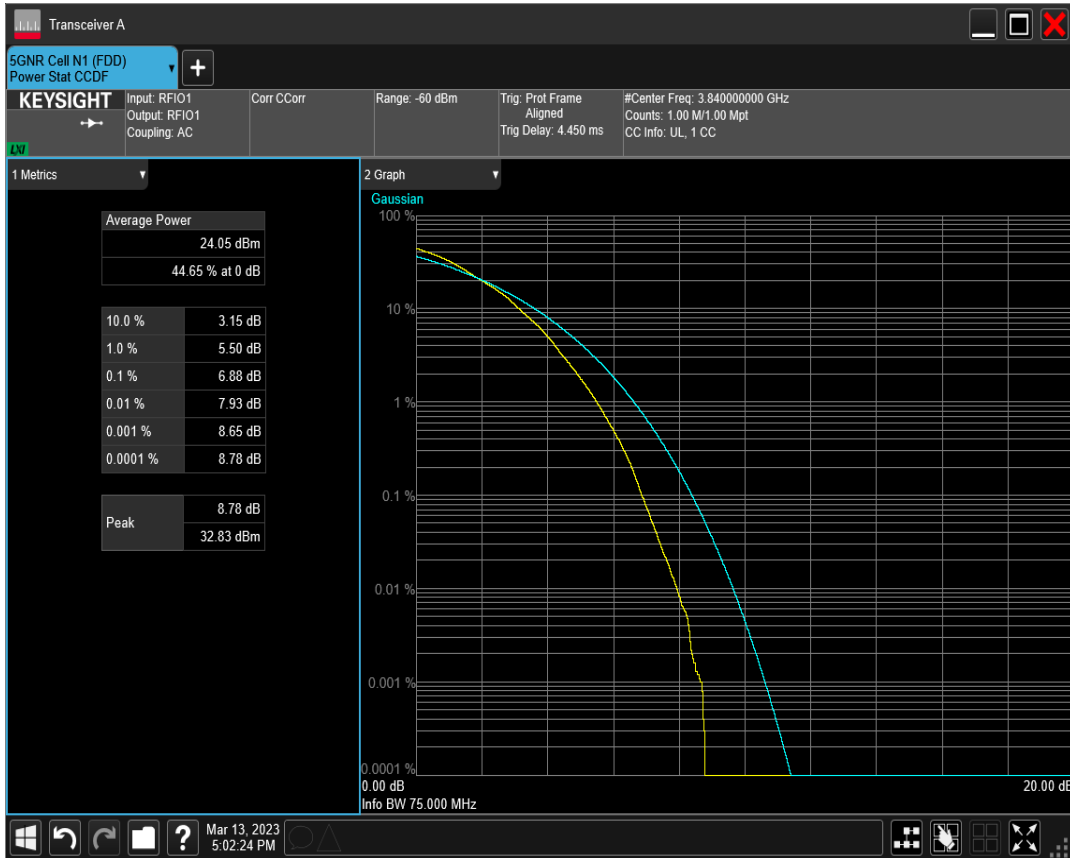 Transceiver A
5GNR Cell N1 (FDD)
Power Stat CCDF
+
KEYSIGHT
LXI
Input: RFIO1
Output: RFIO1
Coupling: AC
Corr CCorr
Range: -60 dBm
Trig: Prot Frame
Aligned
Trig Delay: 4.450 ms
#Center Freq: 3.840000000 GHz
Counts: 1.00 M/1.00 Mpt
CC Info: UL, 1 CC
1 Metrics
Average Power
24.05 dBm
44.65 % at 0 dB
10.0 % 3.15 dB
1.0 % 5.50 dB
0.1 % 6.88 dB
0.01 % 7.93 dB
0.001 % 8.65 dB
0.0001 % 8.78 dB
Peak
8.78 dB
32.83 dBm
2 Graph
Gaussian
100 %
10 %
1 %
0.1 %
0.01 %
0.001 %
0.0001 %
0.00 dB 20.00 dB
Info BW 75.000 MHz
?
Mar 13, 2023
5:02:24 PM